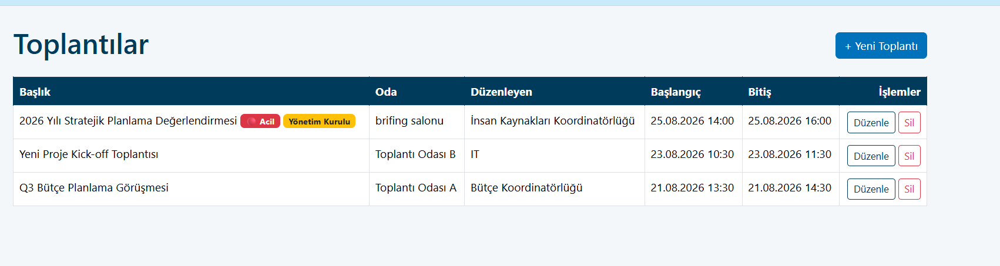 Toplantılar
+ Yeni Toplantı
Başlık Oda Düzenleyen Başlangıç Bitiş İşlemler
2026 Yılı Stratejik Planlama Değerlendirmesi Acil Yönetim Kurulu brifing salonu İnsan Kaynakları Koordinatörlüğü 25.08.2026 14:00 25.08.2026 16:00 Düzenle Sil
Yeni Proje Kick-off Toplantısı Toplantı Odası B IT 23.08.2026 10:30 23.08.2026 11:30 Düzenle Sil
Q3 Bütçe Planlama Görüşmesi Toplantı Odası A Bütçe Koordinatörlüğü 21.08.2026 13:30 21.08.2026 14:30 Düzenle Sil